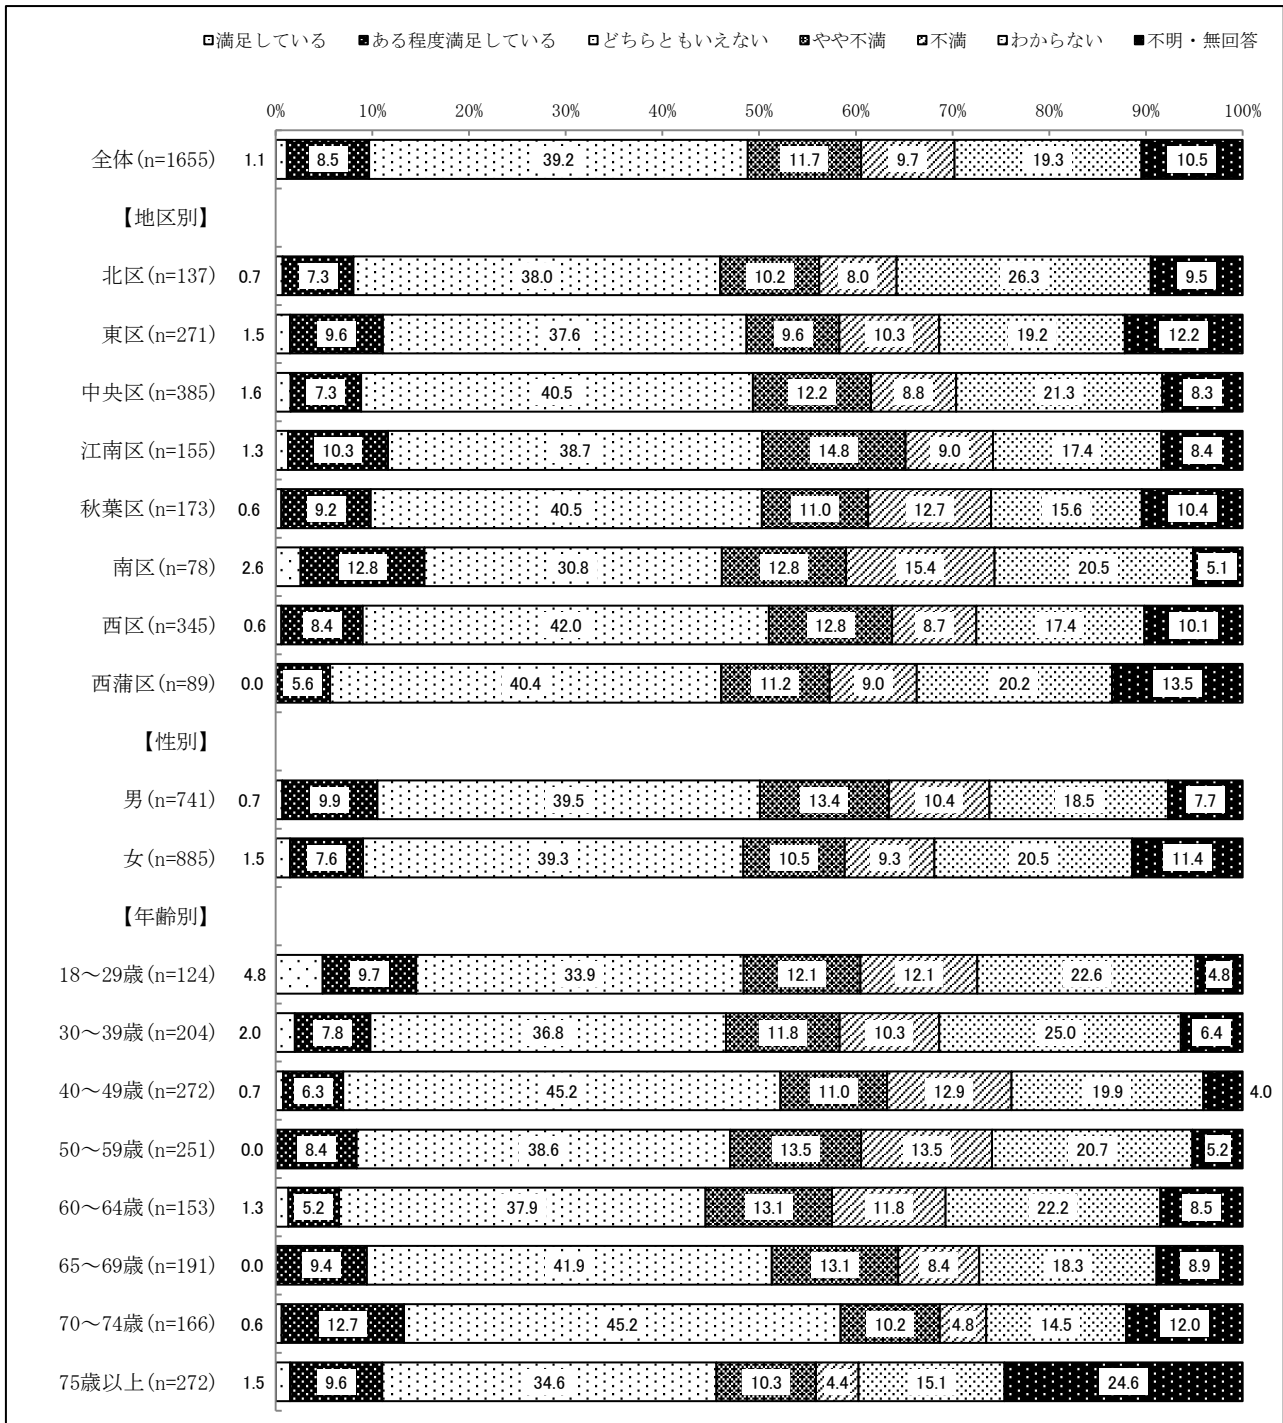 満足している ある程度満足している どちらともいえない やや不満 不満 わからない 不明・無回答
0% 10% 20% 30% 40% 50% 60% 70% 80% 90% 100%
全体(n=1655) 1.1 8.5 39.2 11.7 9.7 19.3 10.5
【地区別】
北区(n=137) 0.7 7.3 38.0 10.2 8.0 26.3 9.5
東区(n=271) 1.5 9.6 37.6 9.6 10.3 19.2 12.2
中央区(n=385) 1.6 7.3 40.5 12.2 8.8 21.3 8.3
江南区(n=155) 1.3 10.3 38.7 14.8 9.0 17.4 8.4
秋葉区(n=173) 0.6 9.2 40.5 11.0 12.7 15.6 10.4
南区(n=78) 2.6 12.8 30.8 12.8 15.4 20.5 5.1
西区(n=345) 0.6 8.4 42.0 12.8 8.7 17.4 10.1
西蒲区(n=89) 0.0 5.6 40.4 11.2 9.0 20.2 13.5
【性別】
男(n=741) 0.7 9.9 39.5 13.4 10.4 18.5 7.7
女(n=885) 1.5 7.6 39.3 10.5 9.3 20.5 11.4
【年齢別】
18～29歳(n=124) 4.8 9.7 33.9 12.1 12.1 22.6 4.8
30～39歳(n=204) 2.0 7.8 36.8 11.8 10.3 25.0 6.4
40～49歳(n=272) 0.7 6.3 45.2 11.0 12.9 19.9 4.0
50～59歳(n=251) 0.0 8.4 38.6 13.5 13.5 20.7 5.2
60～64歳(n=153) 1.3 5.2 37.9 13.1 11.8 22.2 8.5
65～69歳(n=191) 0.0 9.4 41.9 13.1 8.4 18.3 8.9
70～74歳(n=166) 0.6 12.7 45.2 10.2 4.8 14.5 12.0
75歳以上(n=272) 1.5 9.6 34.6 10.3 4.4 15.1 24.6